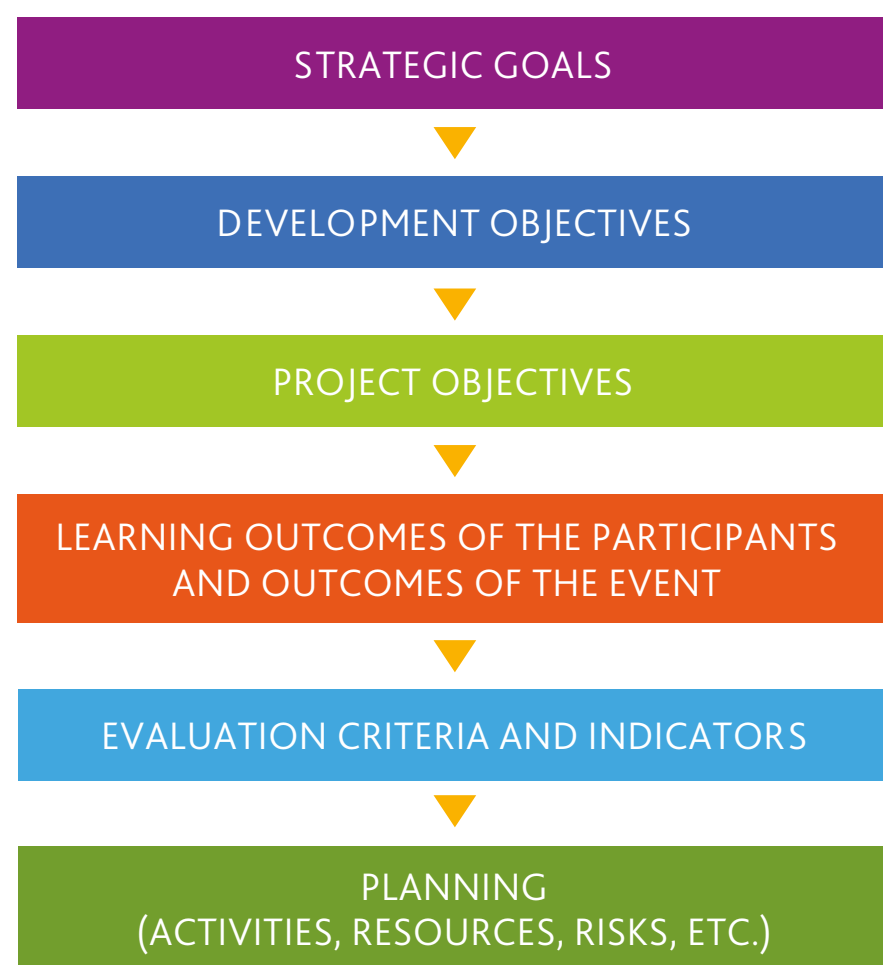 STRATEGIC GOALS
DEVELOPMENT OBJECTIVES
PROJECT OBJECTIVES
LEARNING OUTCOMES OF THE PARTICIPANTS
AND OUTCOMES OF THE EVENT
EVALUATION CRITERIA AND INDICATORS
PLANNING
(ACTIVITIES, RESOURCES, RISKS, ETC.)